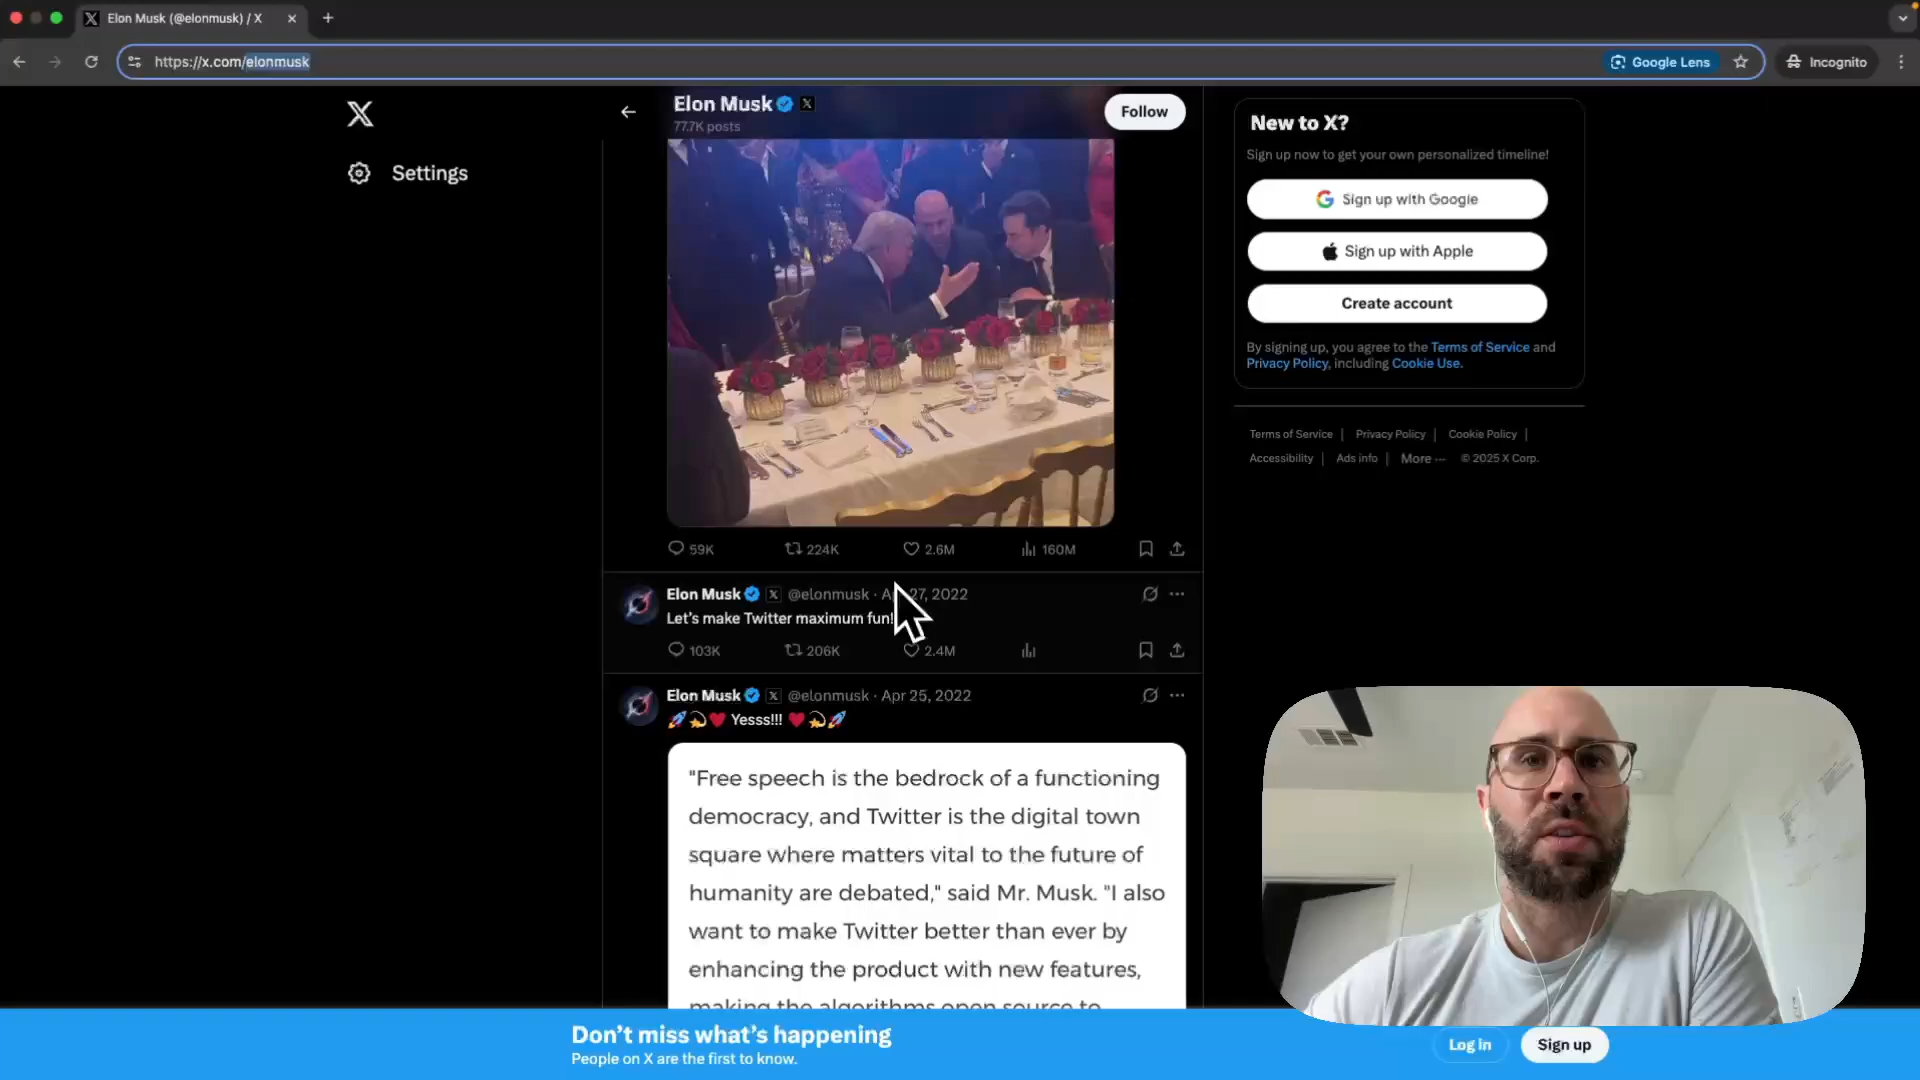 Elon Musk (@elonmusk) / X
https://x.com/elonmusk
Google Lens
Incognito
Settings
Elon Musk
77.7K posts
Follow
59K
224K
2.6M
160M
Elon Musk @elonmusk · Ap 27, 2022
Let's make Twitter maximum fun!
103K
206K
2.4M
Elon Musk @elonmusk · Apr 25, 2022
🚀💫♥️ Yesss!!! ♥️💫🚀
"Free speech is the bedrock of a functioning
democracy, and Twitter is the digital town
square where matters vital to the future of
humanity are debated," said Mr. Musk. "I also
want to make Twitter better than ever by
enhancing the product with new features,
making the algorithms open source to
New to X?
Sign up now to get your own personalized timeline!
Sign up with Google
Sign up with Apple
Create account
By signing up, you agree to the Terms of Service and
Privacy Policy, including Cookie Use.
Terms of Service | Privacy Policy | Cookie Policy |
Accessibility | Ads info | More ··· © 2025 X Corp.
Don't miss what's happening
People on X are the first to know.
Log in
Sign up